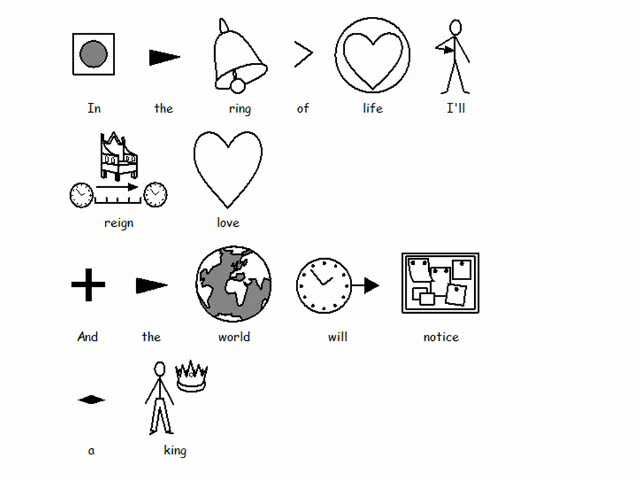 In the ring of life I'll
reign love
And the world will notice
a king